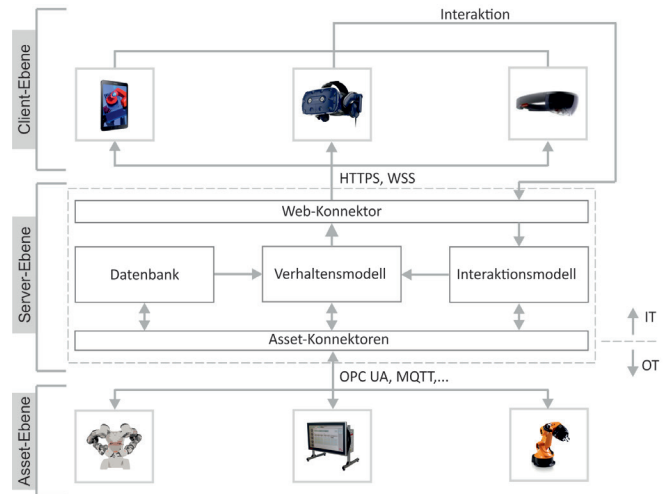 Interaktion
Client-Ebene
HTTPS, WSS
Server-Ebene
Web-Konnektor
Datenbank
Verhaltensmodell
Interaktionsmodell
Asset-Konnektoren
IT
OT
OPC UA, MQTT,...
Asset-Ebene